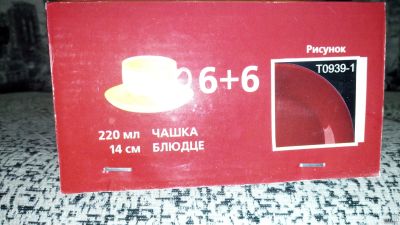 6+6
Рисунок
T0939-1
220 мл ЧАШКА
14 см БЛЮДЦЕ